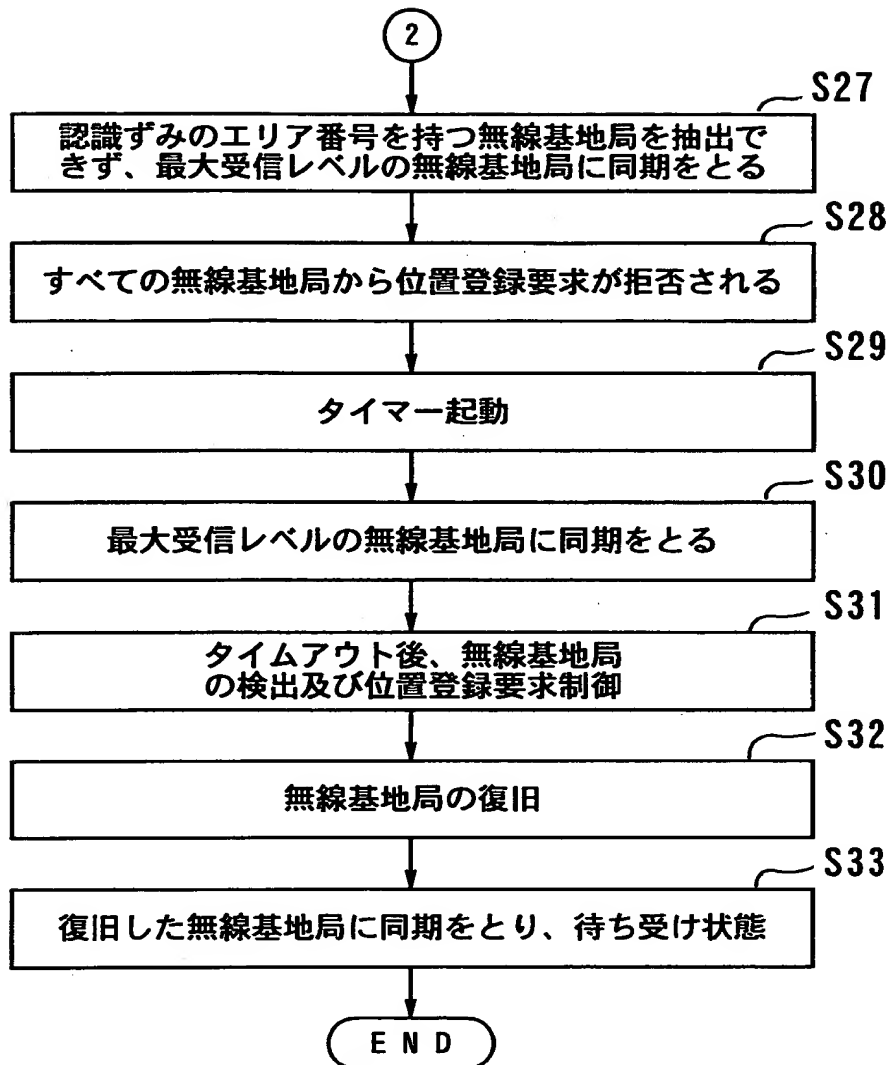 2
S27
認識ずみのエリア番号を持つ無線基地局を抽出で
きず、最大受信レベルの無線基地局に同期をとる
S28
すべての無線基地局から位置登録要求が拒否される
S29
タイマー起動
S30
最大受信レベルの無線基地局に同期をとる
S31
タイムアウト後、無線基地局
の検出及び位置登録要求制御
S32
無線基地局の復旧
S33
復旧した無線基地局に同期をとり、待ち受け状態
END